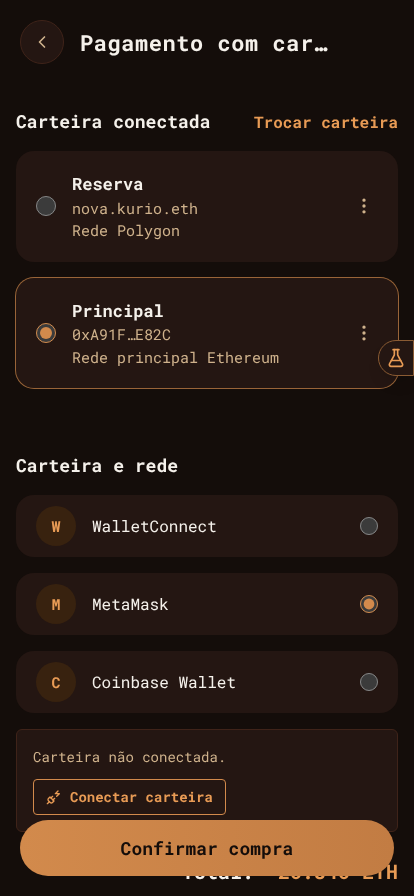 Pagamento com car…
Carteira conectada
Trocar carteira
Reserva
nova.kurio.eth
Rede Polygon
Principal
0xA91F…E82C
Rede principal Ethereum
Carteira e rede
W WalletConnect
M MetaMask
C Coinbase Wallet
Carteira não conectada.
Conectar carteira
Confirmar compra